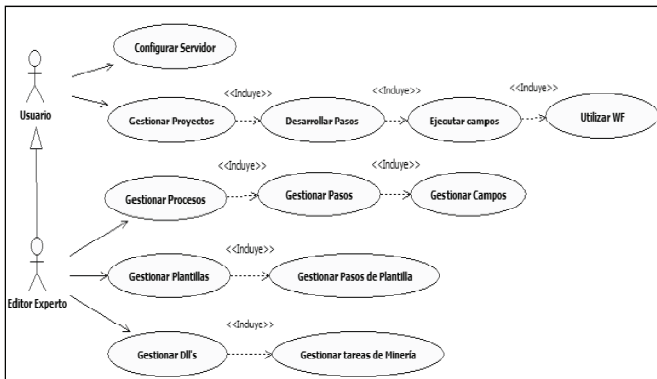 Configurar Servidor
<<Incluye>>
<<Incluye>>
<<Incluye>>
Usuario
Gestionar Proyectos
Desarrollar Pasos
Ejecutar campos
Utilizar WF
<<Incluye>>
<<Incluye>>
Gestionar Procesos
Gestionar Pasos
Gestionar Campos
<<Incluye>>
Editor Experto
Gestionar Plantillas
Gestionar Pasos de Plantilla
<<Incluye>>
Gestionar Dll's
Gestionar tareas de Minería